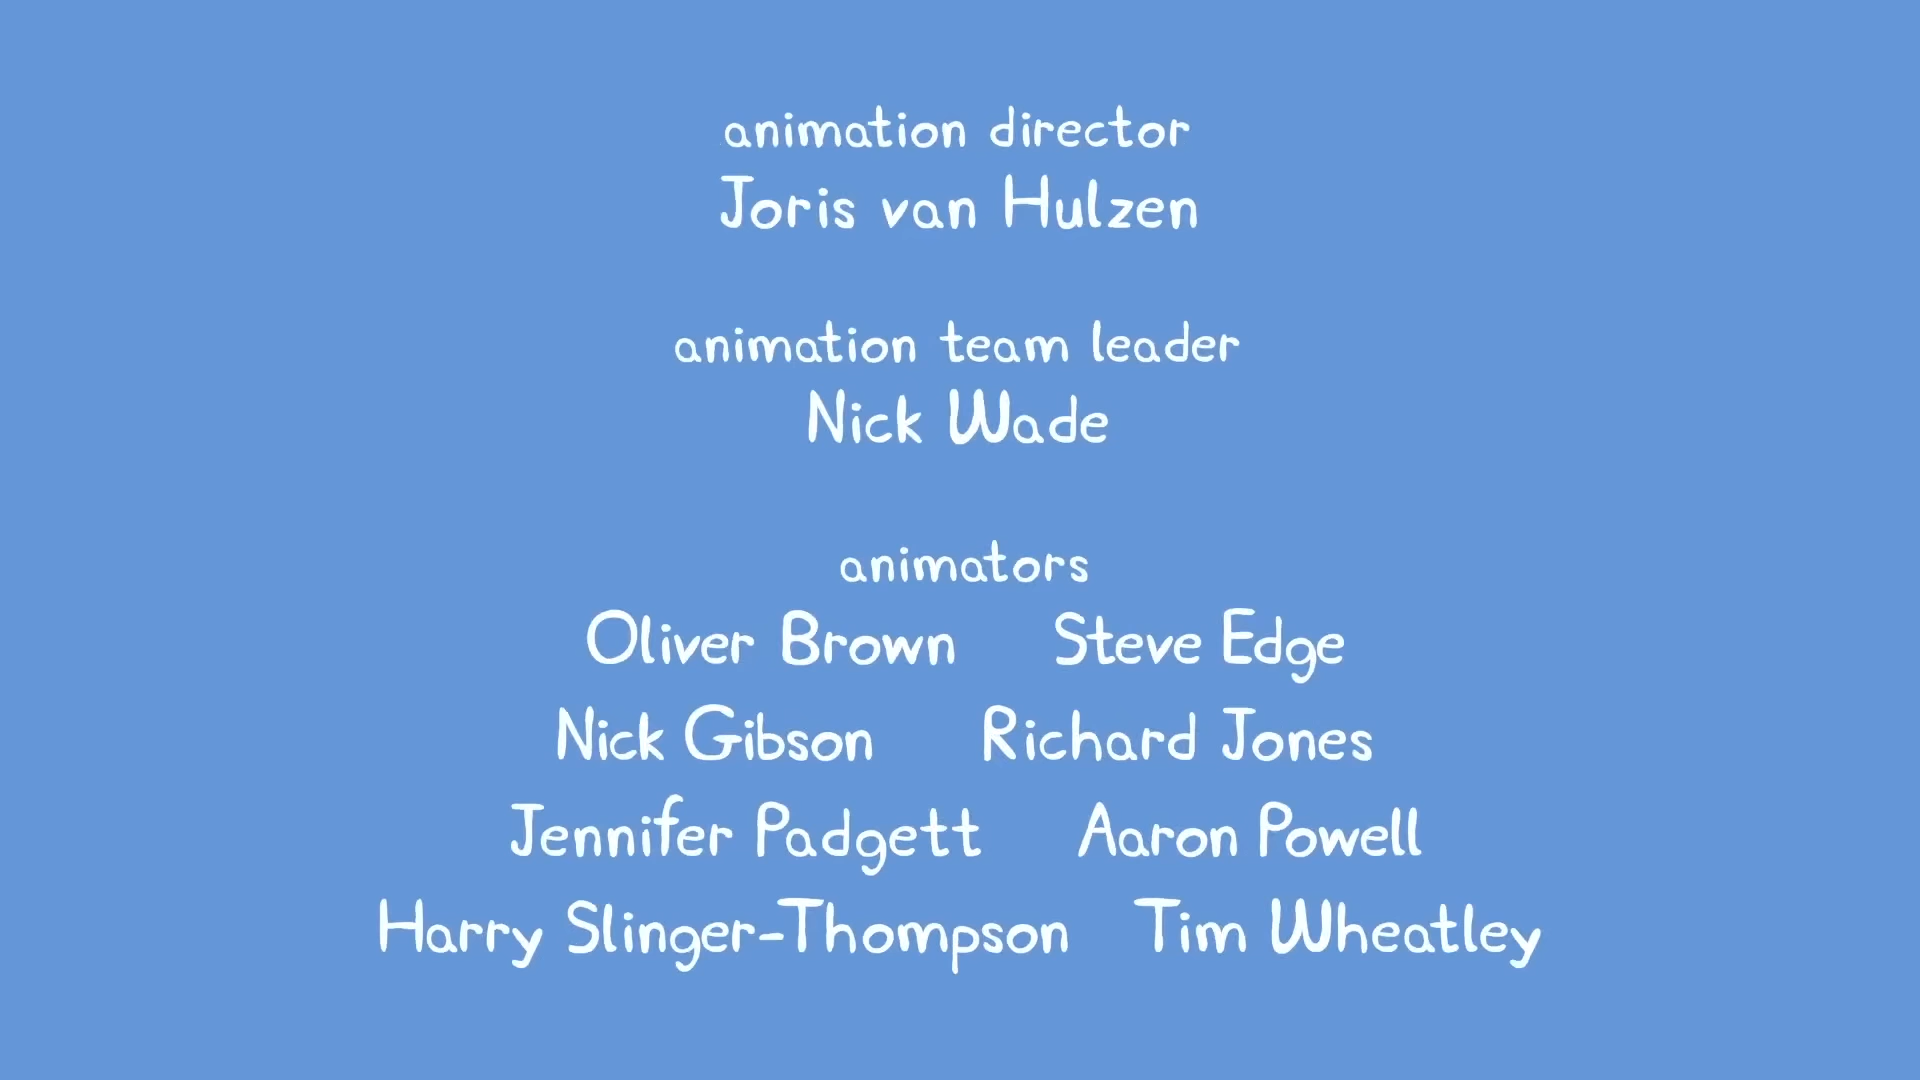 animation director
Joris van Hulzen
animation team leader
Nick Wade
animators
Oliver Brown Steve Edge
Nick Gibson Richard Jones
Jennifer Padgett Aaron Powell
Harry Slinger-Thompson Tim Wheatley